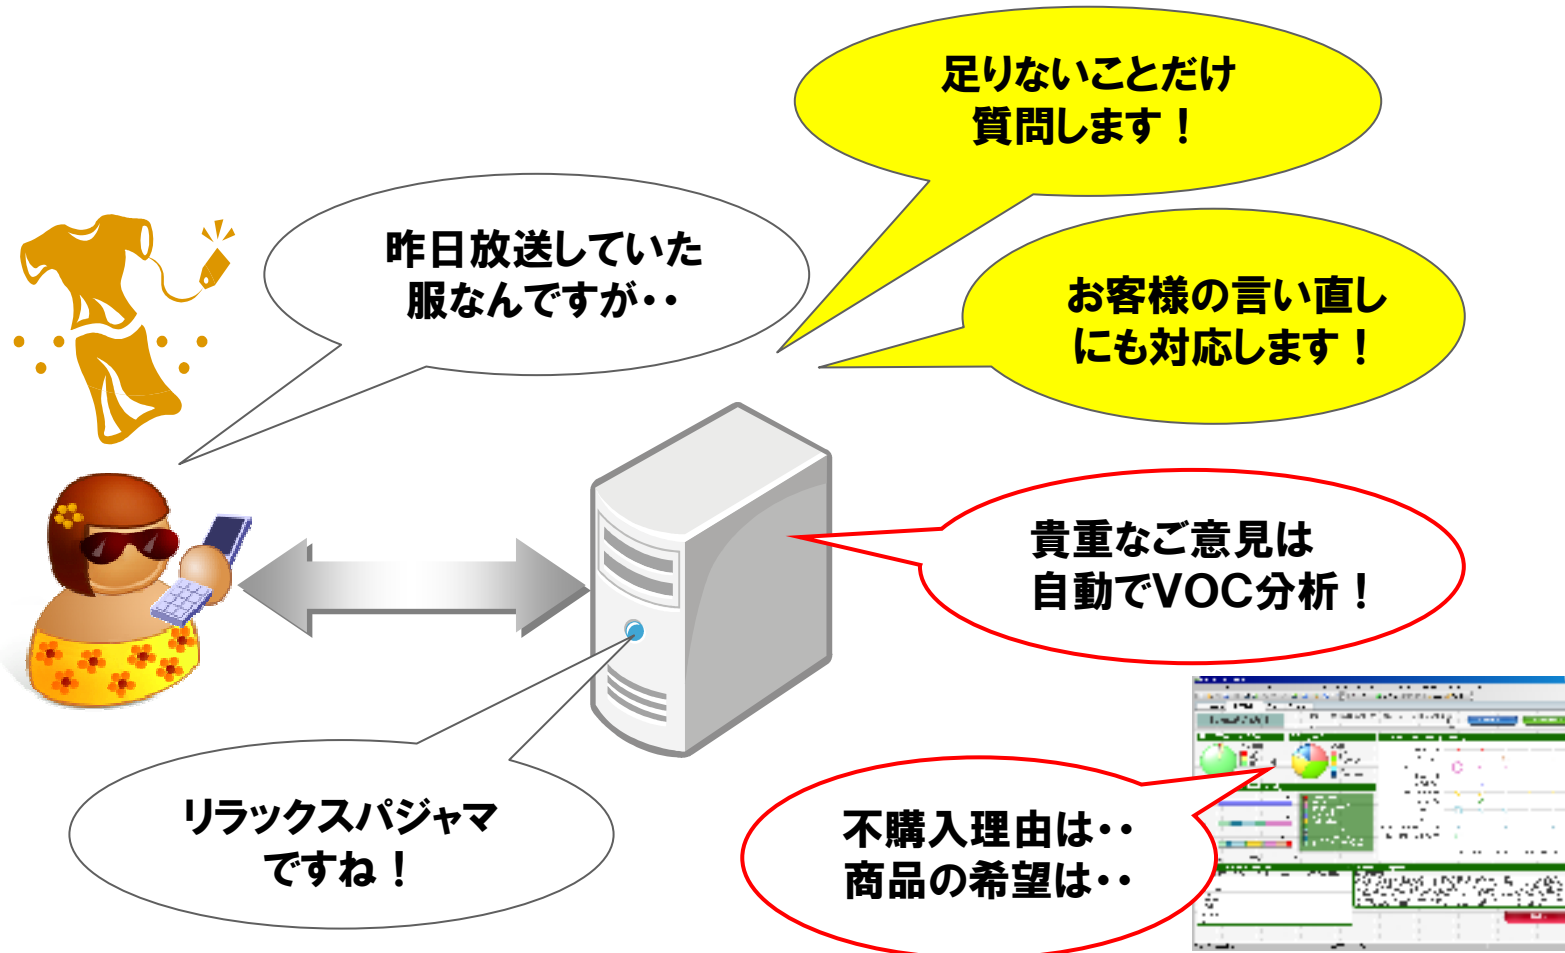 足りないことだけ
質問します！
昨日放送していた
服なんですが・・
お客様の言い直し
にも対応します！
貴重なご意見は
自動でVOC分析！
リラックスパジャマ
ですね！
不購入理由は・・
商品の希望は・・